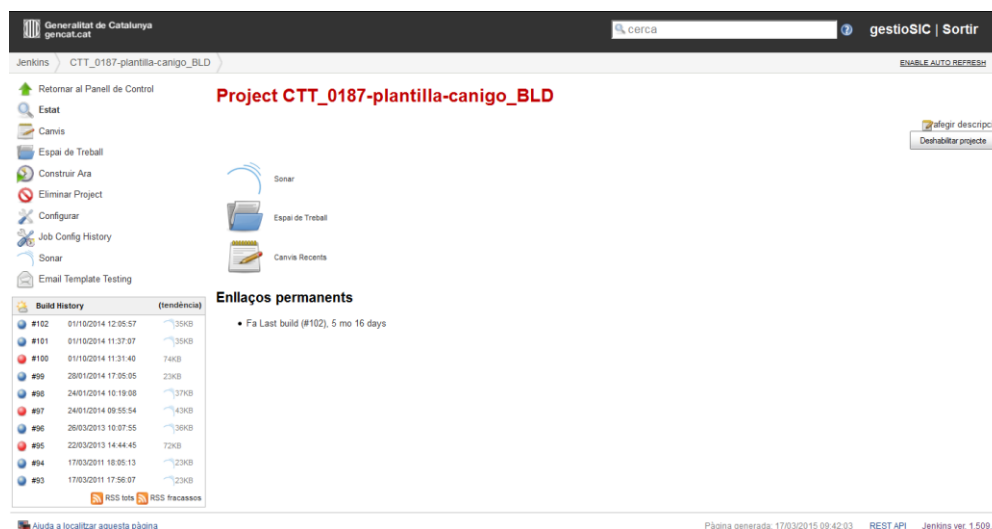 Generalitat de Catalunya
gencat.cat
cerca
gestioSIC | Sortir
Jenkins
CTT_0187-plantilla-canigo_BLD
ENABLE AUTO REFRESH
Retornar al Panell de Control
Estat
Canvis
Espai de Treball
Construir Ara
Eliminar Project
Configurar
Job Config History
Sonar
Email Template Testing
Project CTT_0187-plantilla-canigo_BLD
afegir descripc
Deshabilitar projecte
Sonar
Espai de Treball
Canvis Recents
Enllaços permanents
Fa Last build (#102), 5 mo 16 days
Build History (tendència)
#102 01/10/2014 12:05:57 35KB
#101 01/10/2014 11:37:07 35KB
#100 01/10/2014 11:31:40 74KB
#99 28/01/2014 17:05:05 23KB
#98 24/01/2014 10:19:08 37KB
#97 24/01/2014 09:55:54 43KB
#96 26/03/2013 10:07:55 36KB
#95 22/03/2013 14:44:45 72KB
#94 17/03/2011 18:05:13 23KB
#93 17/03/2011 17:56:07 23KB
RSS tots RSS fracassos
Ajuda a localitzar aquesta pàgina
Pàgina generada: 17/03/2015 09:42:03 REST API Jenkins ver. 1.509.